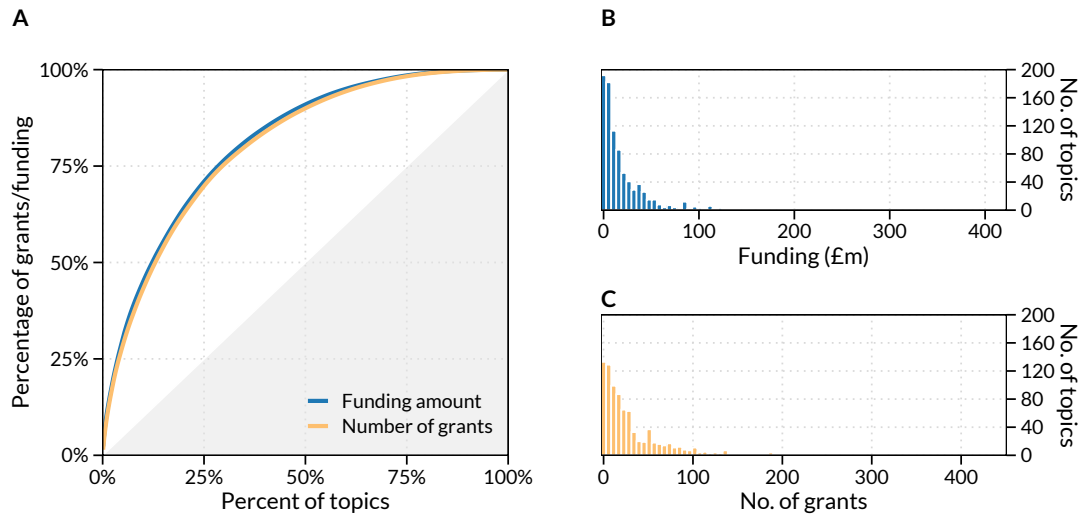 A
Percentage of grants/funding
100%
75%
50%
25%
0%
0%
25%
50%
75%
100%
Percent of topics
Funding amount
Number of grants
B
200
160
120
80
40
0
No. of topics
0
100
200
300
400
Funding (£m)
C
200
160
120
80
40
0
No. of topics
0
100
200
300
400
No. of grants